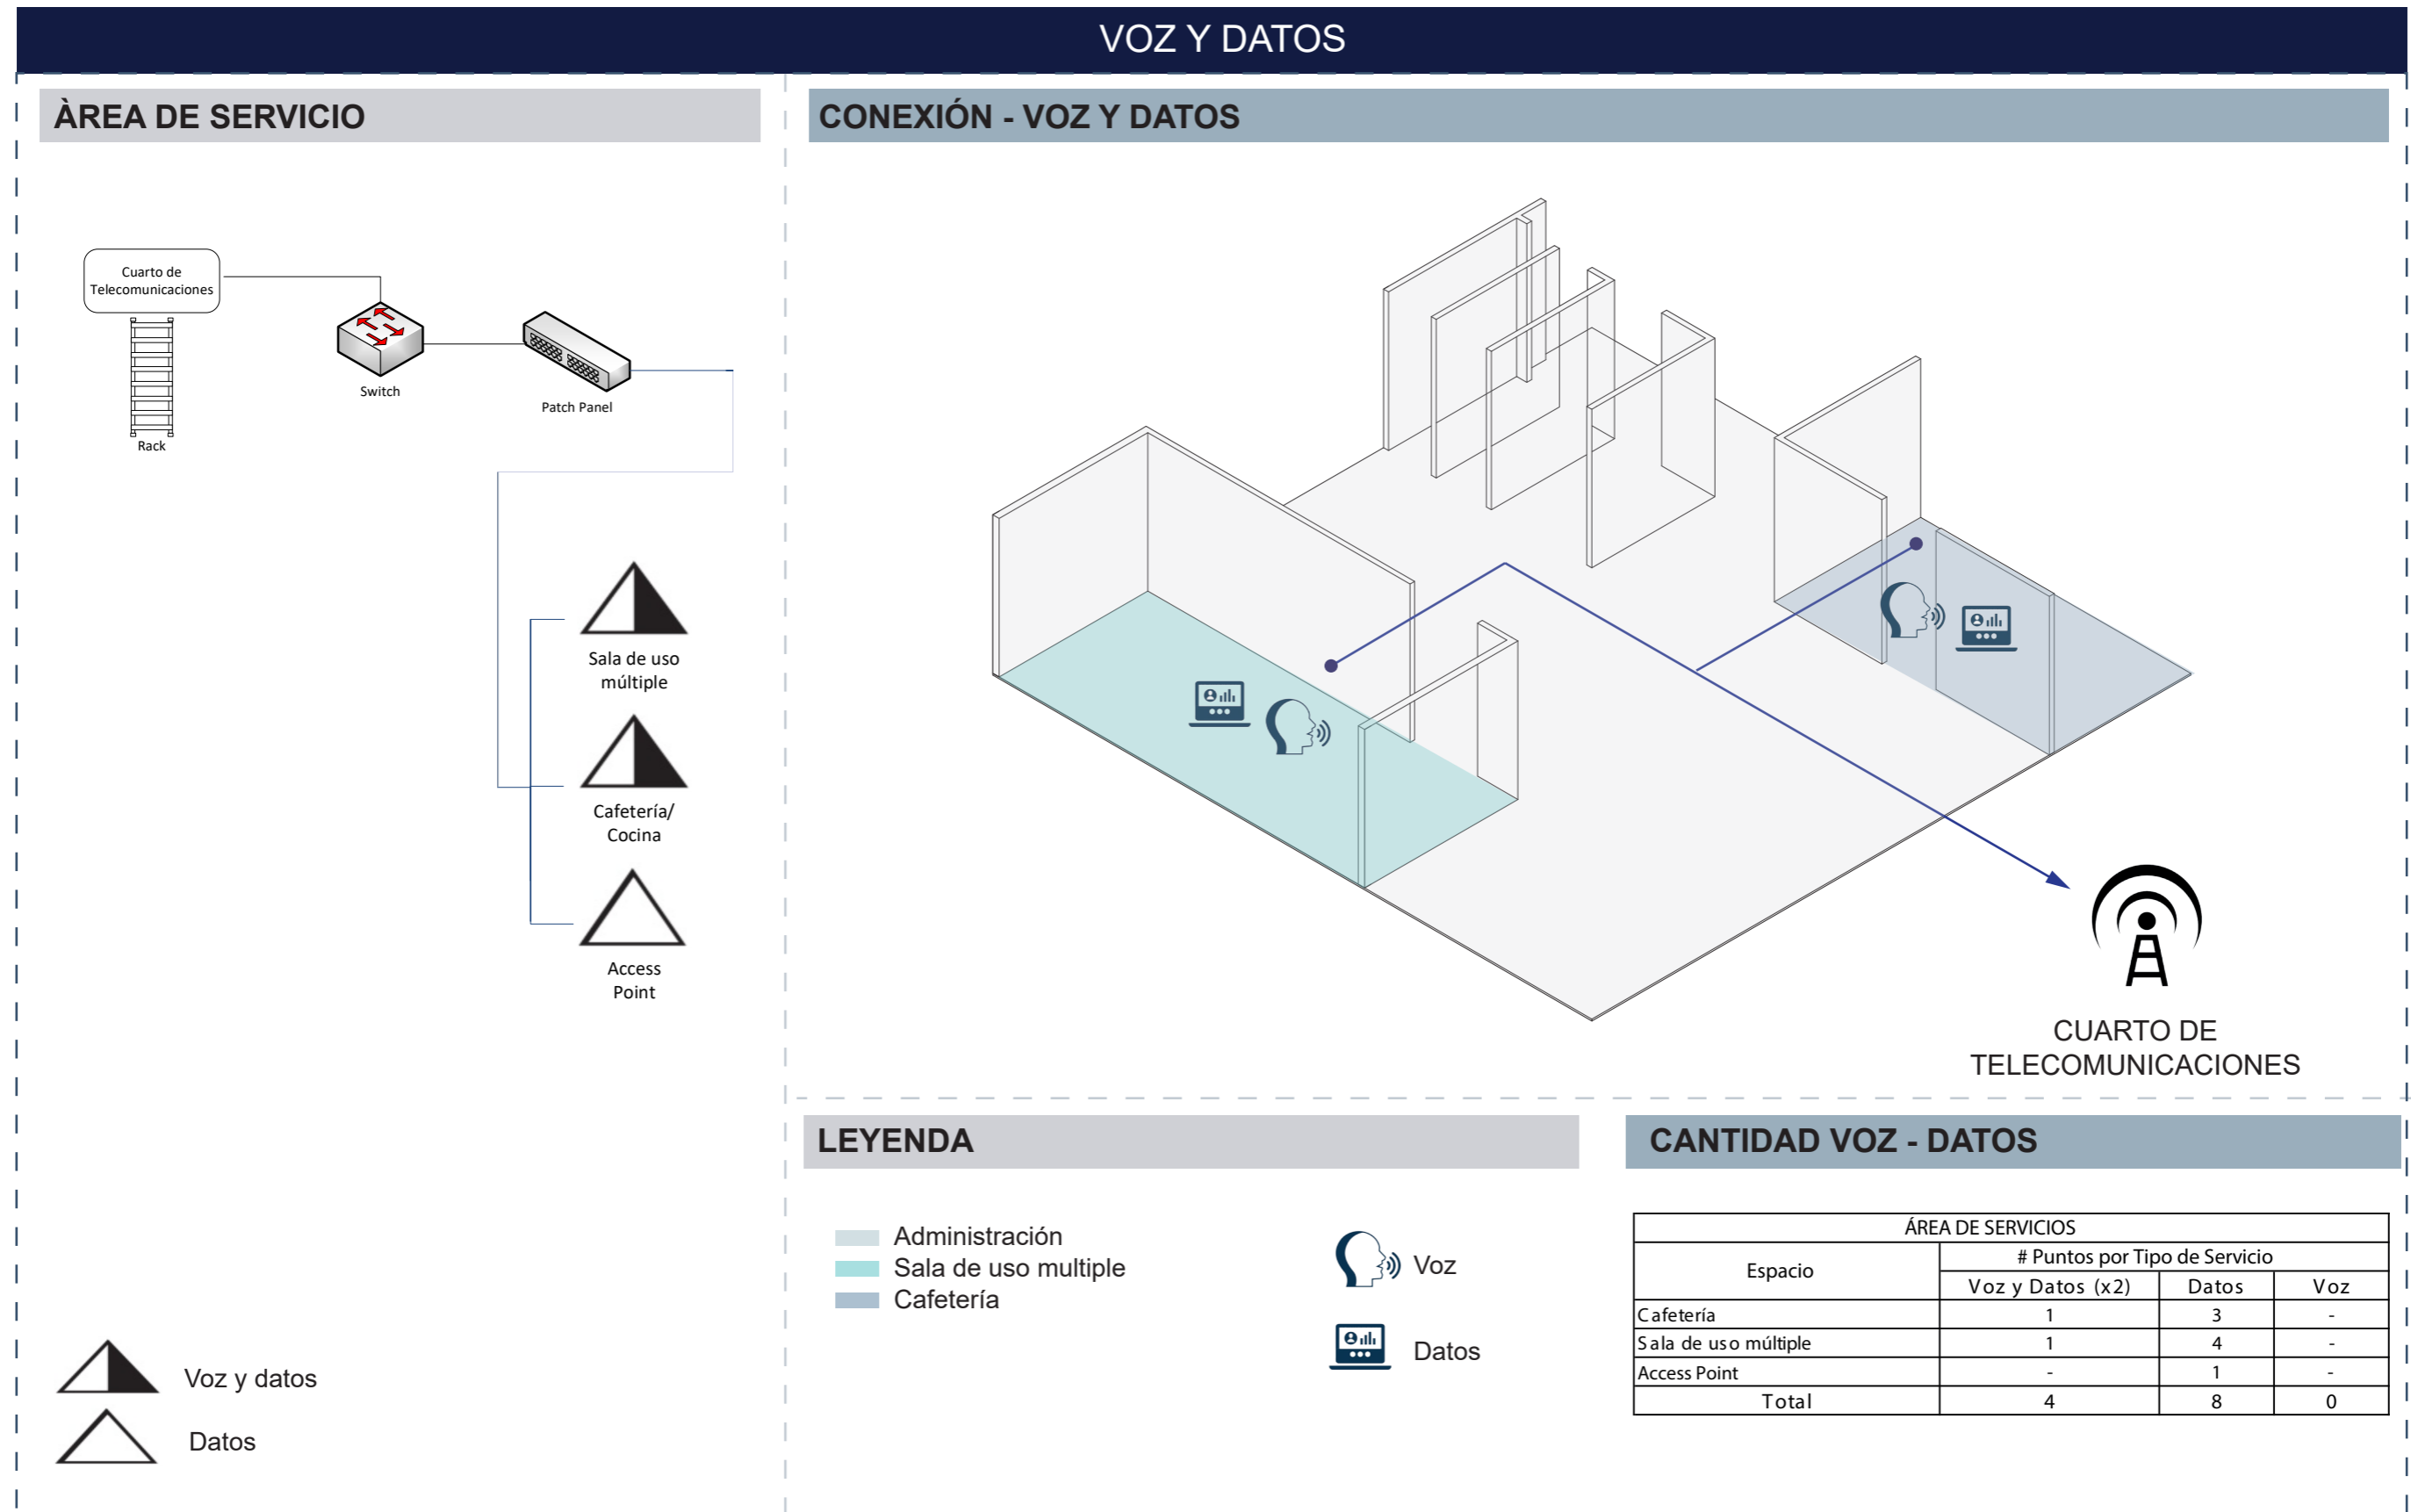 VOZ Y DATOS
ÀREA DE SERVICIO
Cuarto de
Telecomunicaciones
Rack
Switch
Patch Panel
Sala de uso
múltiple
Cafetería/
Cocina
Access
Point
Voz y datos
Datos
CONEXIÓN - VOZ Y DATOS
CUARTO DE
TELECOMUNICACIONES
LEYENDA
Administración
Sala de uso multiple
Cafetería
Voz
Datos
CANTIDAD VOZ - DATOS
ÁREA DE SERVICIOS
Espacio # Puntos por Tipo de Servicio
Voz y Datos (x2) Datos Voz
Cafetería 1 3 -
Sala de uso múltiple 1 4 -
Access Point - 1 -
Total 4 8 0